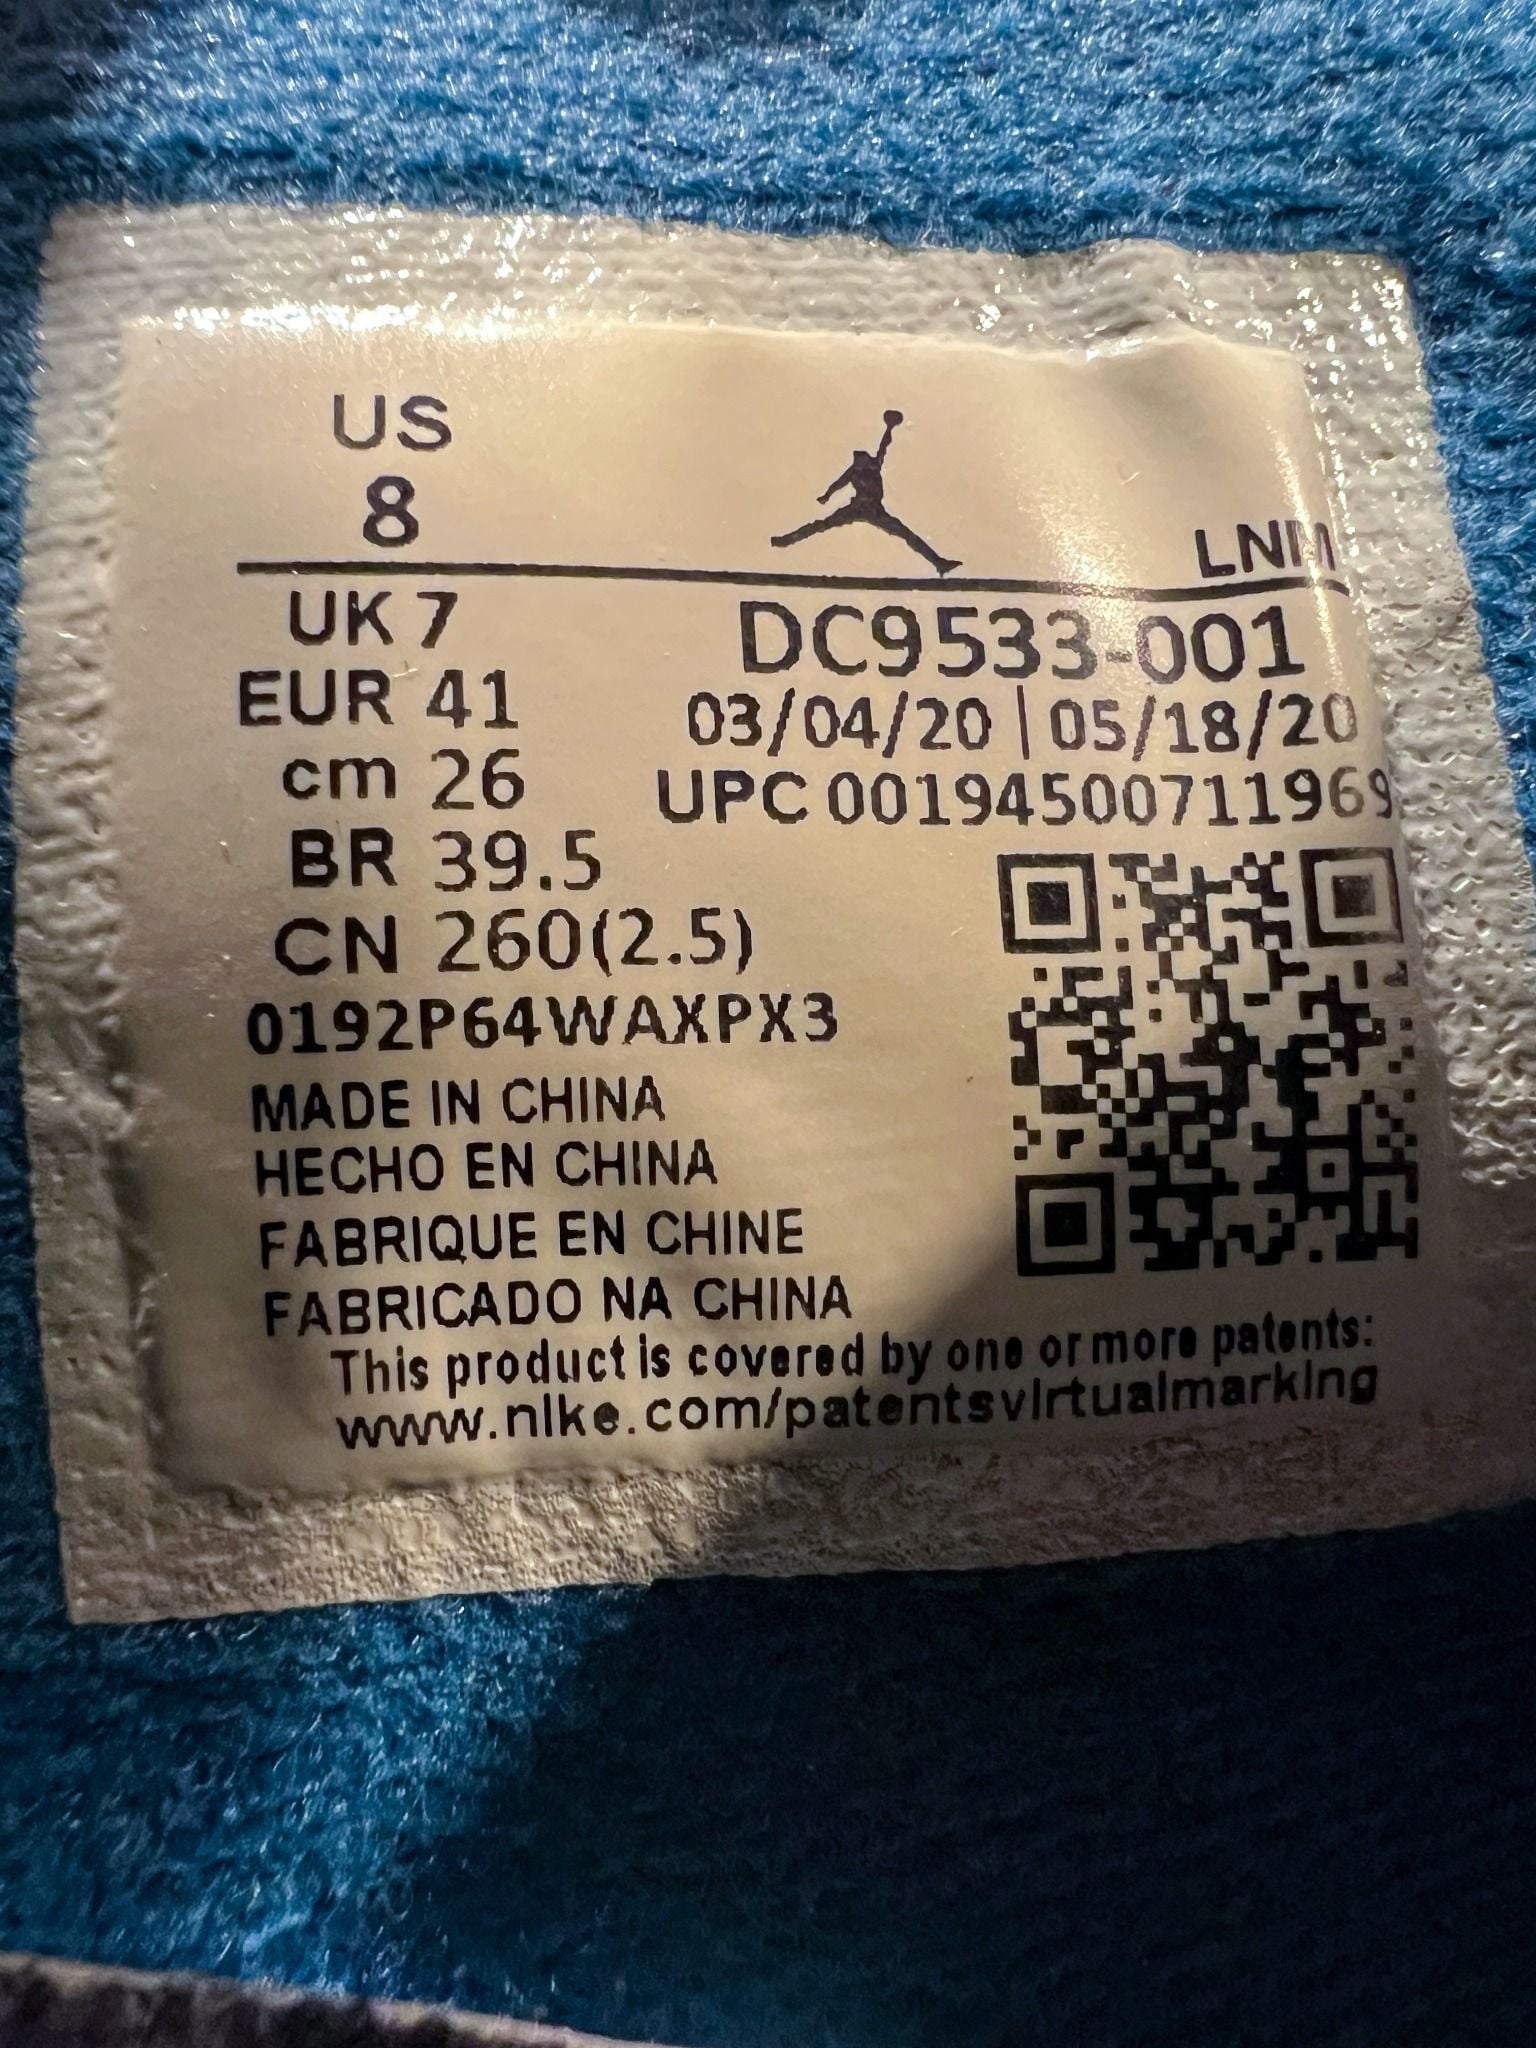 US
8
LNM
UK 7
DC9533-001
EUR 41
03/04/20 | 05/18/20
cm 26
UPC 00194500711969
BR 39.5
CN 260(2.5)
0192P64WAXPX3
MADE IN CHINA
HECHO EN CHINA
FABRIQUE EN CHINE
FABRICADO NA CHINA
This product is covered by one or more patents:
www.nike.com/patentsvirtualmarking